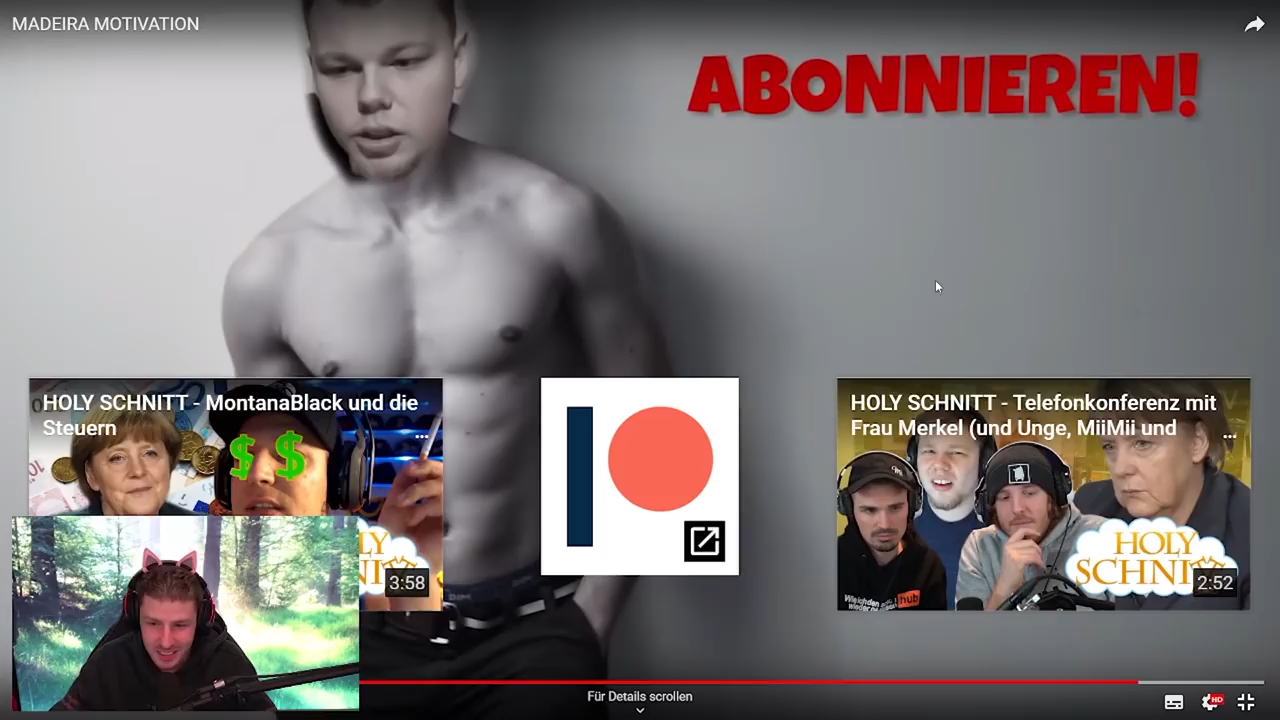 MADEIRA MOTIVATION
ABONNIEREN!
HOLY SCHNITT - MontanaBlack und die
Steuern
3:58
HOLY SCHNITT - Telefonkonferenz mit
Frau Merkel (und Unge, MiiMii und
HOLY
SCHNI
2:52
Für Details scrollen
HD